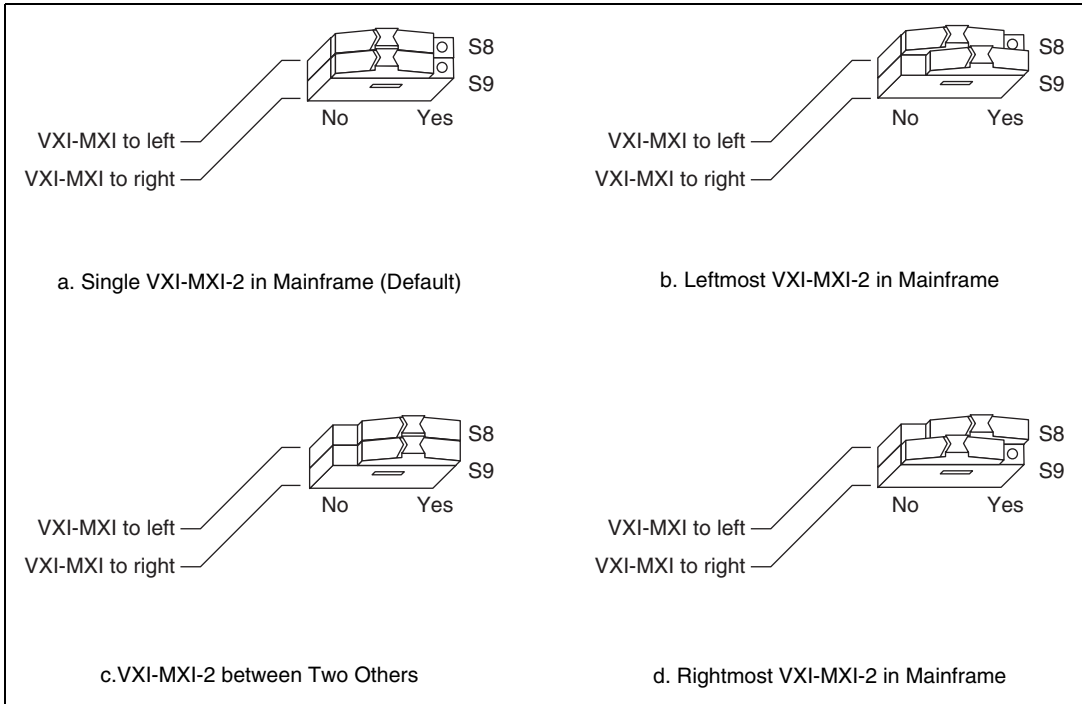 S8
S9
No Yes
VXI-MXI to left
VXI-MXI to right
a. Single VXI-MXI-2 in Mainframe (Default)
S8
S9
No Yes
VXI-MXI to left
VXI-MXI to right
b. Leftmost VXI-MXI-2 in Mainframe
S8
S9
No Yes
VXI-MXI to left
VXI-MXI to right
c.VXI-MXI-2 between Two Others
S8
S9
No Yes
VXI-MXI to left
VXI-MXI to right
d. Rightmost VXI-MXI-2 in Mainframe